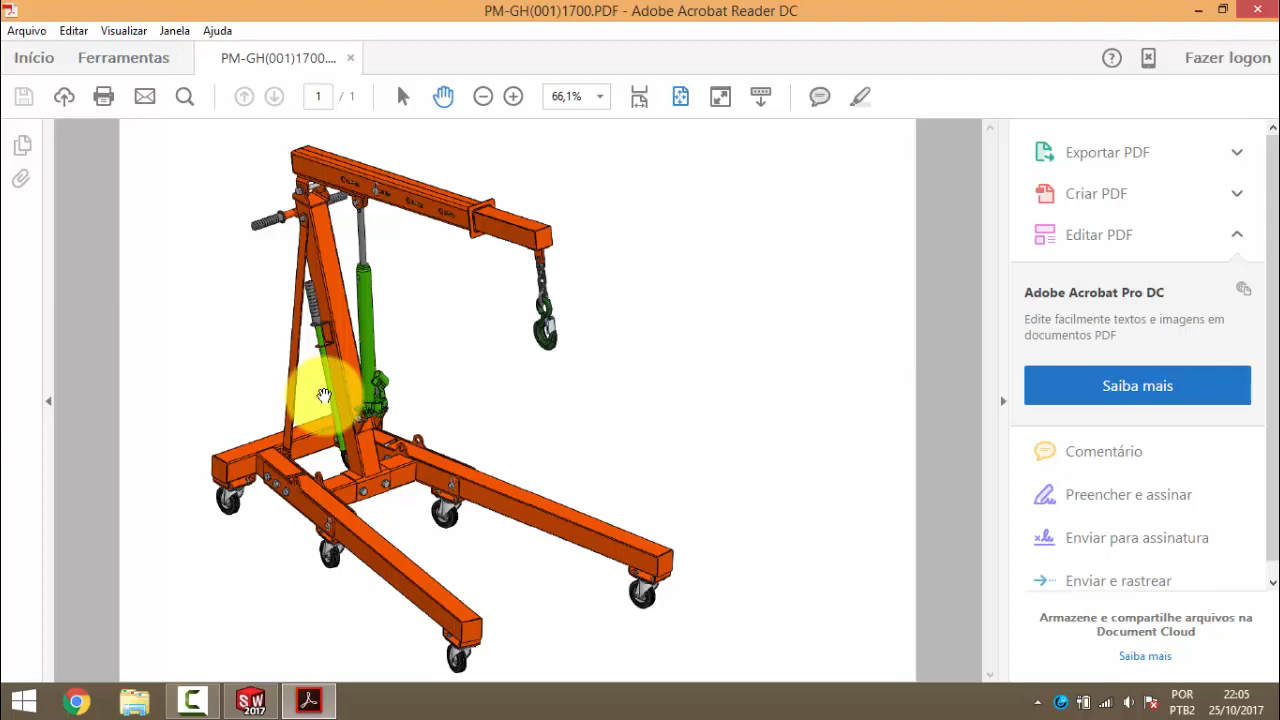 PM-GH(001)1700.PDF - Adobe Acrobat Reader DC
Arquivo Editar Visualizar Janela Ajuda
Início Ferramentas PM-GH(001)1700.... Fazer logon
1 / 1 66,1%
Exportar PDF
Criar PDF
Editar PDF
Adobe Acrobat Pro DC
Edite facilmente textos e imagens em
documentos PDF
Saiba mais
Comentário
Preencher e assinar
Enviar para assinatura
Enviar e rastrear
Armazene e compartilhe arquivos na
Document Cloud
Saiba mais
SW
2017
POR
PTB2
22:05
25/10/2017